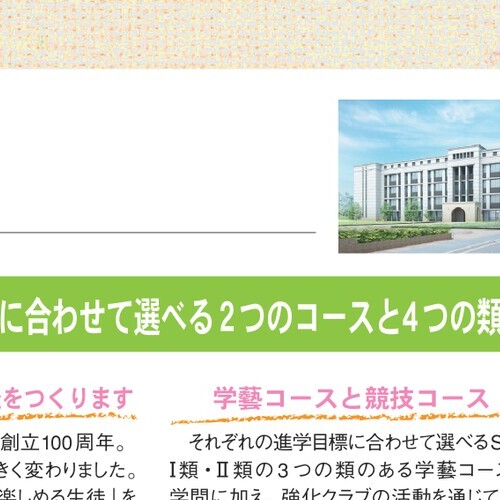 に合わせて選べる2つのコースと4つの類
をつくります
創立100周年。
きく変わりました。
楽しめる生徒」を
学藝コースと競技コース
それぞれの進学目標に合わせて選べるS
Ⅰ類・Ⅱ類の3つの類のある学藝コース
学問に加え、強化クラブの活動を通じて